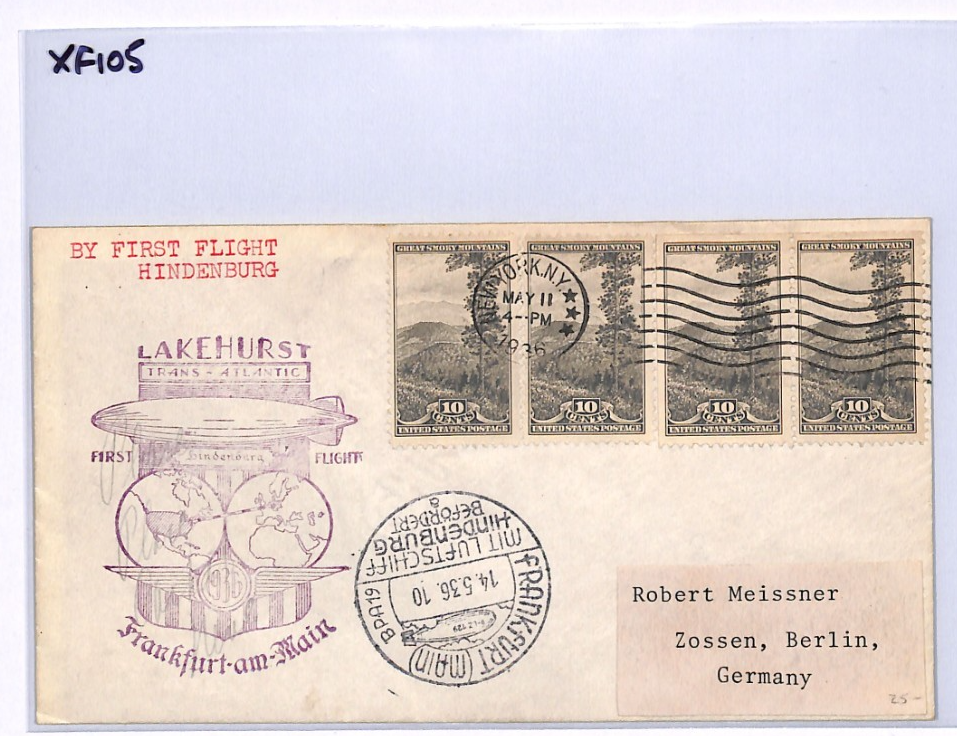 XF105
BY FIRST FLIGHT
HINDENBURG
LAKEHURST
TRANS - ATLANTIC
FIRST Hindenburg FLIGHT
1936
Frankfurt-am-Main
GREAT SMOKY MOUNTAINS
10
CENTS
UNITED STATES POSTAGE
GREAT SMOKY MOUNTAINS
10
CENTS
UNITED STATES POSTAGE
GREAT SMOKY MOUNTAINS
10
CENTS
UNITED STATES POSTAGE
GREAT SMOKY MOUNTAINS
10
CENTS
UNITED STATES POSTAGE
NEW YORK, N.Y.
MAY 11
4-PM
1936
FRANKFURT (MAIN)
BPA19
14.5.36.10
MIT LUFTSCHIFF
HINDENBURG
BEFÖRDERT
a
Robert Meissner
Zossen, Berlin,
Germany
25-